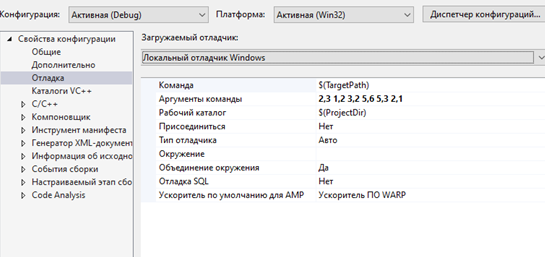 Конфигурация: Активная (Debug) Платформа: Активная (Win32) Диспетчер конфигураций...
Свойства конфигурации
Общие
Дополнительно
Отладка
Каталоги VC++
C/C++
Компоновщик
Инструмент манифеста
Генератор XML-документ
Информация об исходно
События сборки
Настраиваемый этап сбо
Code Analysis
Загружаемый отладчик:
Локальный отладчик Windows
Команда $(TargetPath)
Аргументы команды 2,3 1,2 3,2 5,6 5,3 2,1
Рабочий каталог $(ProjectDir)
Присоединиться Нет
Тип отладчика Авто
Окружение
Объединение окружения Да
Отладка SQL Нет
Ускоритель по умолчанию для AMP Ускоритель ПО WARP